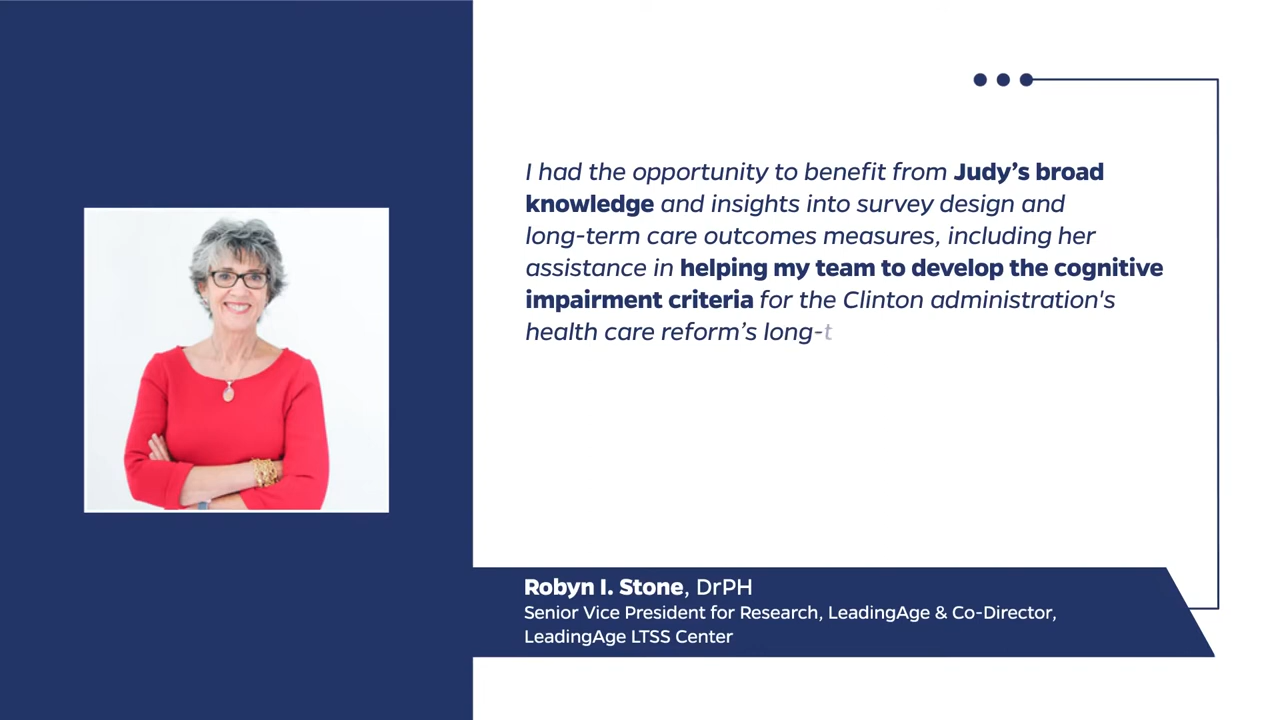 I had the opportunity to benefit from Judy’s broad
knowledge and insights into survey design and
long-term care outcomes measures, including her
assistance in helping my team to develop the cognitive
impairment criteria for the Clinton administration's
health care reform’s long-t
Robyn I. Stone, DrPH
Senior Vice President for Research, LeadingAge & Co-Director,
LeadingAge LTSS Center